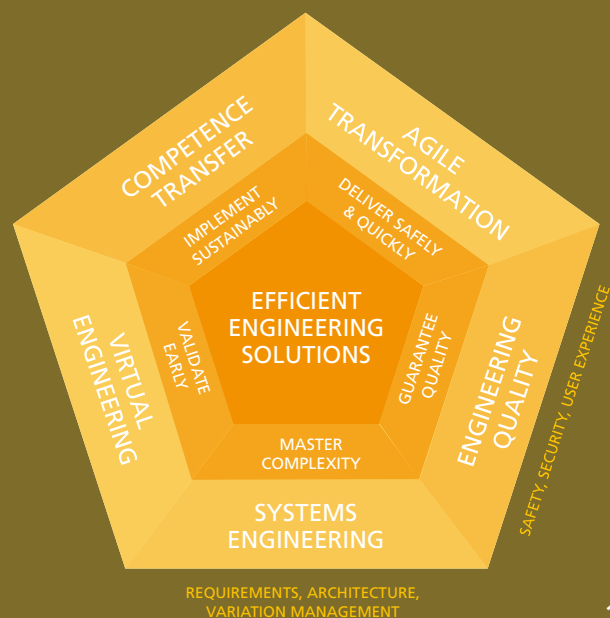 COMPETENCE
TRANSFER
AGILE
TRANSFORMATION
IMPLEMENT
SUSTAINABLY
DELIVER SAFELY
& QUICKLY
EFFICIENT
ENGINEERING
SOLUTIONS
VIRTUAL
ENGINEERING
VALIDATE
EARLY
GUARANTEE
QUALITY
ENGINEERING
QUALITY
SAFETY, SECURITY, USER EXPERIENCE
MASTER
COMPLEXITY
SYSTEMS
ENGINEERING
REQUIREMENTS, ARCHITECTURE,
VARIATION MANAGEMENT